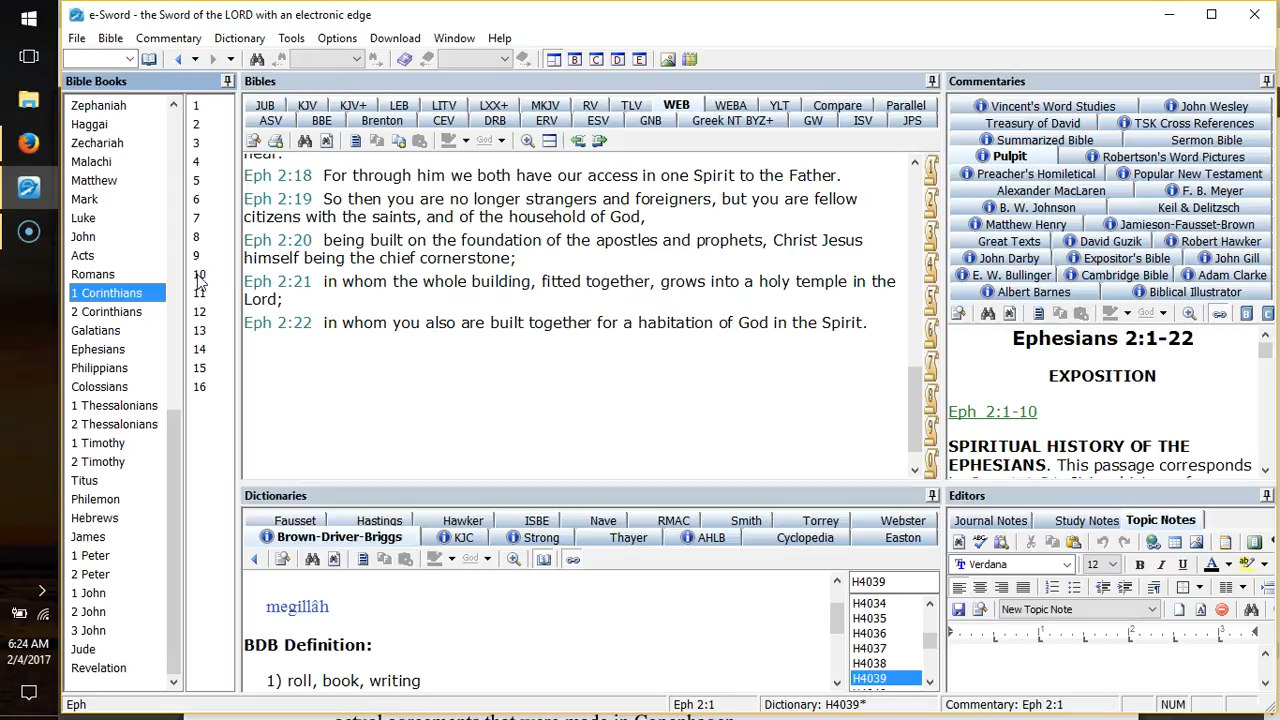 e-Sword - the Sword of the LORD with an electronic edge
File Bible Commentary Dictionary Tools Options Download Window Help
B C D E
Bible Books
Zephaniah
Haggai
Zechariah
Malachi
Matthew
Mark
Luke
John
Acts
Romans
1 Corinthians
2 Corinthians
Galatians
Ephesians
Philippians
Colossians
1 Thessalonians
2 Thessalonians
1 Timothy
2 Timothy
Titus
Philemon
Hebrews
James
1 Peter
2 Peter
1 John
2 John
3 John
Jude
Revelation
1
2
3
4
5
6
7
8
9
10
11
12
13
14
15
16
Bibles
JUB KJV KJV+ LEB LITV LXX+ MKJV RV TLV WEB WEBA YLT Compare Parallel
ASV BBE Brenton CEV DRB ERV ESV GNB Greek NT BYZ+ GW ISV JPS
God
near.
Eph 2:18 For through him we both have our access in one Spirit to the Father.
Eph 2:19 So then you are no longer strangers and foreigners, but you are fellow
citizens with the saints, and of the household of God,
Eph 2:20 being built on the foundation of the apostles and prophets, Christ Jesus
himself being the chief cornerstone;
Eph 2:21 in whom the whole building, fitted together, grows into a holy temple in the
Lord;
Eph 2:22 in whom you also are built together for a habitation of God in the Spirit.
1
2
3
4
5
6
7
8
9
0
Commentaries
Vincent's Word Studies John Wesley
Treasury of David TSK Cross References
Summarized Bible Sermon Bible
Pulpit Robertson's Word Pictures
Preacher's Homiletical Popular New Testament
Alexander MacLaren F. B. Meyer
B. W. Johnson Keil & Delitzsch
Matthew Henry Jamieson-Fausset-Brown
Great Texts David Guzik Robert Hawker
John Darby Expositor's Bible John Gill
E. W. Bullinger Cambridge Bible Adam Clarke
Albert Barnes Biblical Illustrator
God B C
Ephesians 2:1-22
EXPOSITION
Eph 2:1-10
SPIRITUAL HISTORY OF THE
EPHESIANS. This passage corresponds
Dictionaries
Fausset Hastings Hawker ISBE Nave RMAC Smith Torrey Webster
Brown-Driver-Briggs KJC Strong Thayer AHLB Cyclopedia Easton
God
megillâh
BDB Definition:
1) roll, book, writing
H4039
H4034
H4035
H4036
H4037
H4038
H4039
Editors
Journal Notes Study Notes Topic Notes
Verdana 12 B I U A
New Topic Note
1 2 3
6:24 AM
2/4/2017
Eph Eph 2:1 Dictionary: H4039* Commentary: Eph 2:1 NUM